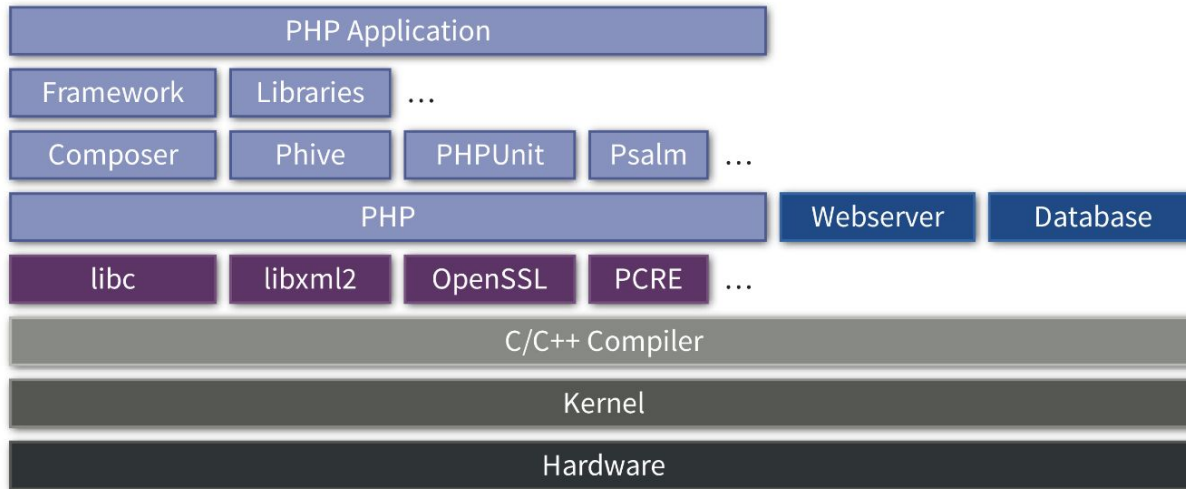 PHP Application
Framework Libraries …
Composer Phive PHPUnit Psalm …
PHP Webserver Database
libc libxml2 OpenSSL PCRE …
C/C++ Compiler
Kernel
Hardware